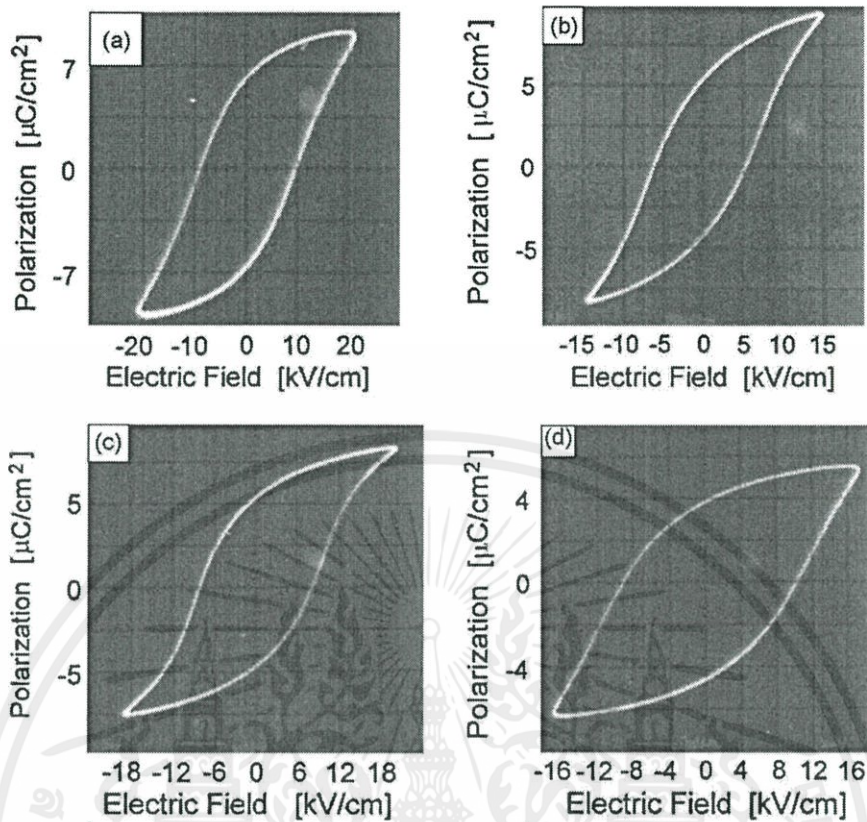 (a)
Polarization [µC/cm²]
7
0
-7
-20 -10 0 10 20
Electric Field [kV/cm]
(b)
Polarization [µC/cm²]
5
0
-5
-15 -10 -5 0 5 10 15
Electric Field [kV/cm]
(c)
Polarization [µC/cm²]
5
0
-5
-18 -12 -6 0 6 12 18
Electric Field [kV/cm]
(d)
Polarization [µC/cm²]
4
0
-4
-16 -12 -8 -4 0 4 8 12 16
Electric Field [kV/cm]